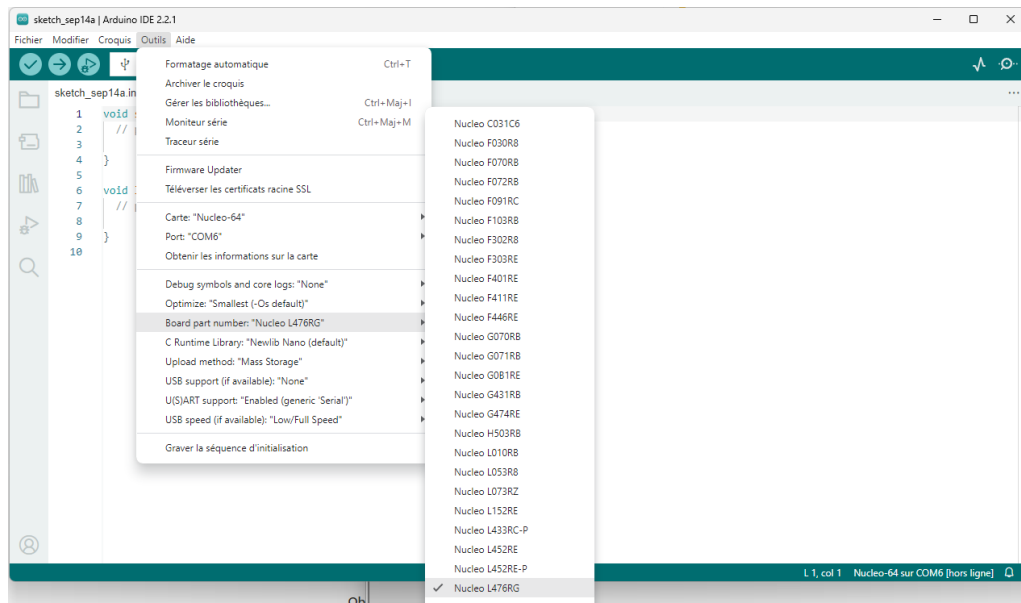 sketch_sep14a | Arduino IDE 2.2.1
Fichier Modifier Croquis Outils Aide
sketch_sep14a.in
1 void
2 //
3
4 }
5
6 void
7 //
8
9 }
10
Formatage automatique Ctrl+T
Archiver le croquis
Gérer les bibliothèques... Ctrl+Maj+I
Moniteur série Ctrl+Maj+M
Traceur série
Firmware Updater
Téléverser les certificats racine SSL
Carte: "Nucleo-64"
Port: "COM6"
Obtenir les informations sur la carte
Debug symbols and core logs: "None"
Optimize: "Smallest (-Os default)"
Board part number: "Nucleo L476RG"
C Runtime Library: "Newlib Nano (default)"
Upload method: "Mass Storage"
USB support (if available): "None"
U(S)ART support: "Enabled (generic 'Serial')"
USB speed (if available): "Low/Full Speed"
Graver la séquence d'initialisation
Nucleo C031C6
Nucleo F030R8
Nucleo F070RB
Nucleo F072RB
Nucleo F091RC
Nucleo F103RB
Nucleo F302R8
Nucleo F303RE
Nucleo F401RE
Nucleo F411RE
Nucleo F446RE
Nucleo G070RB
Nucleo G071RB
Nucleo G0B1RE
Nucleo G431RB
Nucleo G474RE
Nucleo H503RB
Nucleo L010RB
Nucleo L053R8
Nucleo L073RZ
Nucleo L152RE
Nucleo L433RC-P
Nucleo L452RE
Nucleo L452RE-P
Nucleo L476RG
L 1, col 1 Nucleo-64 sur COM6 [hors ligne]